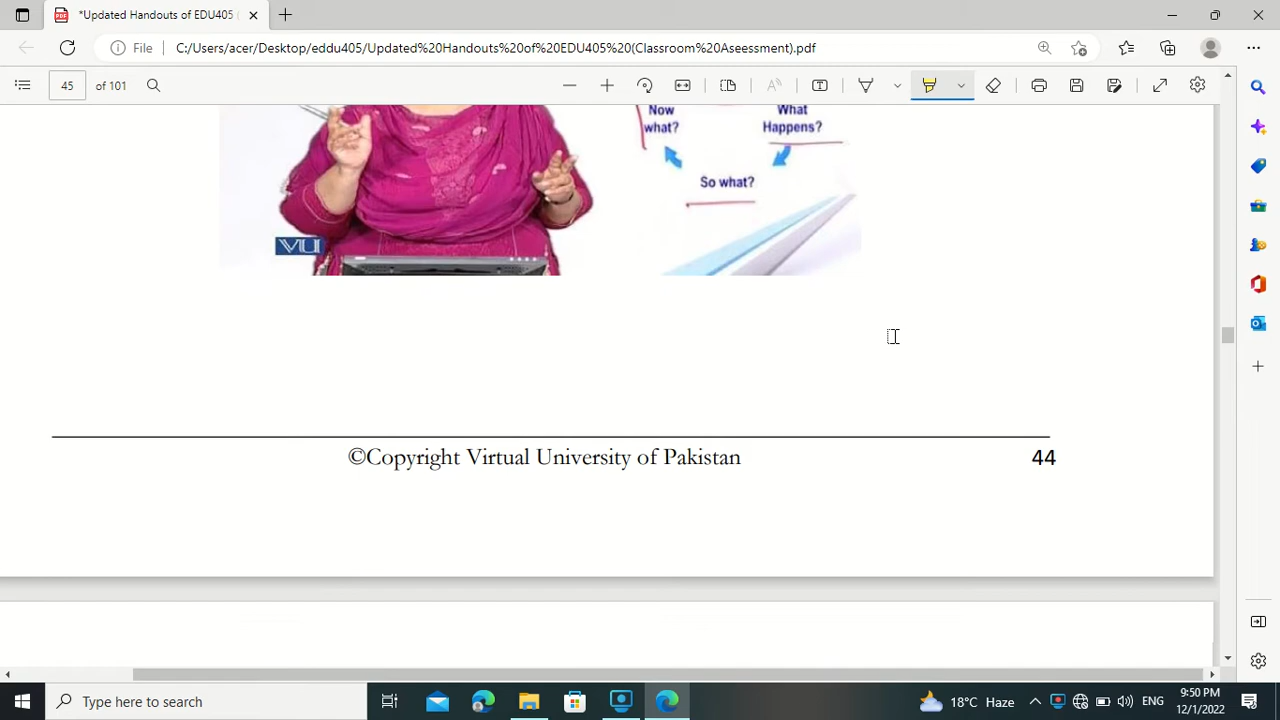 *Updated Handouts of EDU405
File
C:/Users/acer/Desktop/eddu405/Updated%20Handouts%20of%20EDU405%20(Classroom%20Aseessment).pdf
45 of 101
Now
what?
What
Happens?
So what?
VU
©Copyright Virtual University of Pakistan
44
Type here to search
18°C Haze
ENG
9:50 PM
12/1/2022